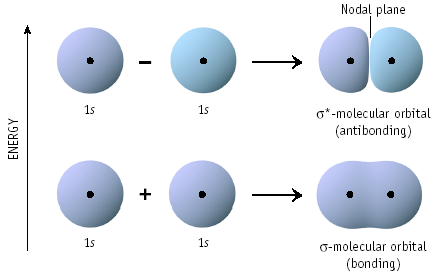 Nodal plane
−
1s
1s
σ*-molecular orbital
(antibonding)
ENERGY
+
1s
1s
σ-molecular orbital
(bonding)